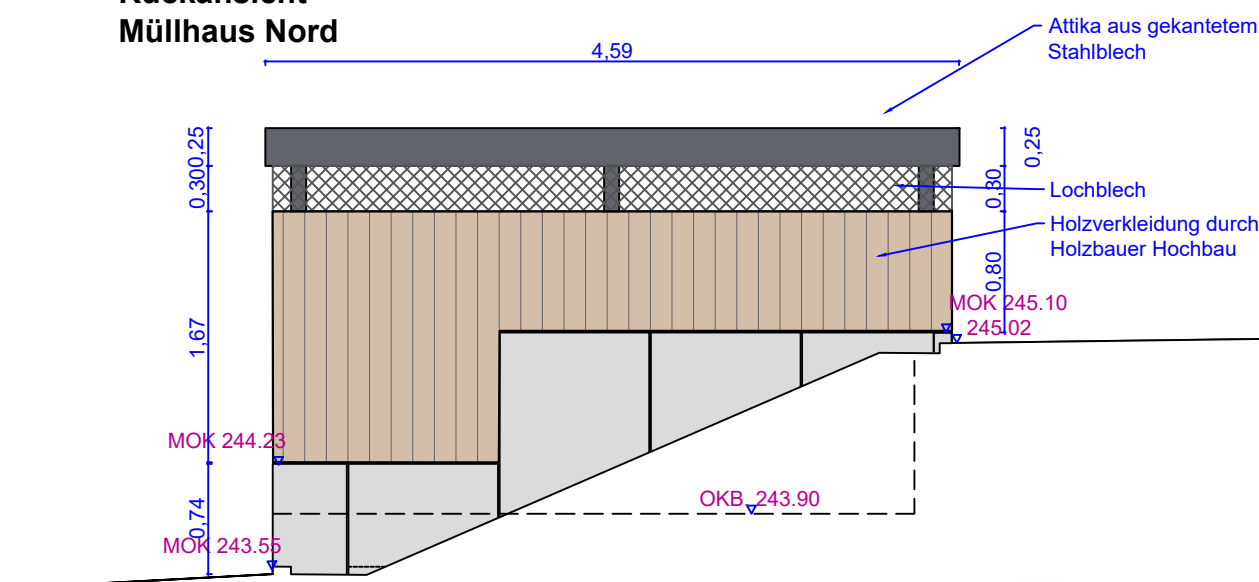 Rückansicht
Müllhaus Nord
4,59
Attika aus gekantetem
Stahlblech
0,25
0,30
0,25
0,30
Lochblech
Holzverkleidung durch
Holzbauer Hochbau
0,80
MOK 245.10
245.02
1,67
MOK 244.23
OKB 243.90
0,74
MOK 243.55